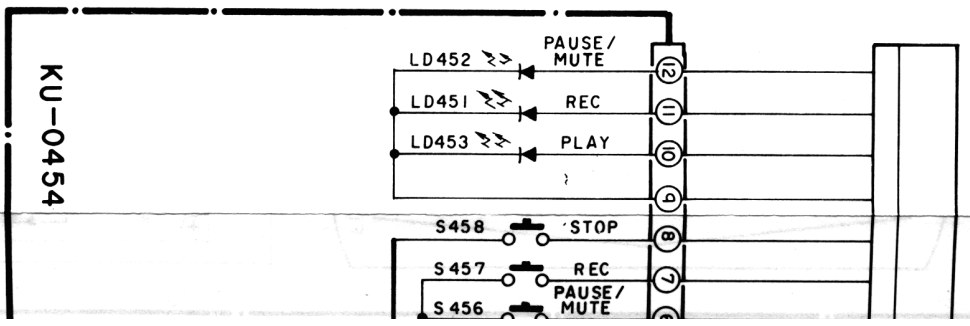 KU-0454
LD452 PAUSE/
MUTE 12
LD451 REC 11
LD453 PLAY 10
9
S458 STOP 8
S457 REC 7
S456 PAUSE/
MUTE 6